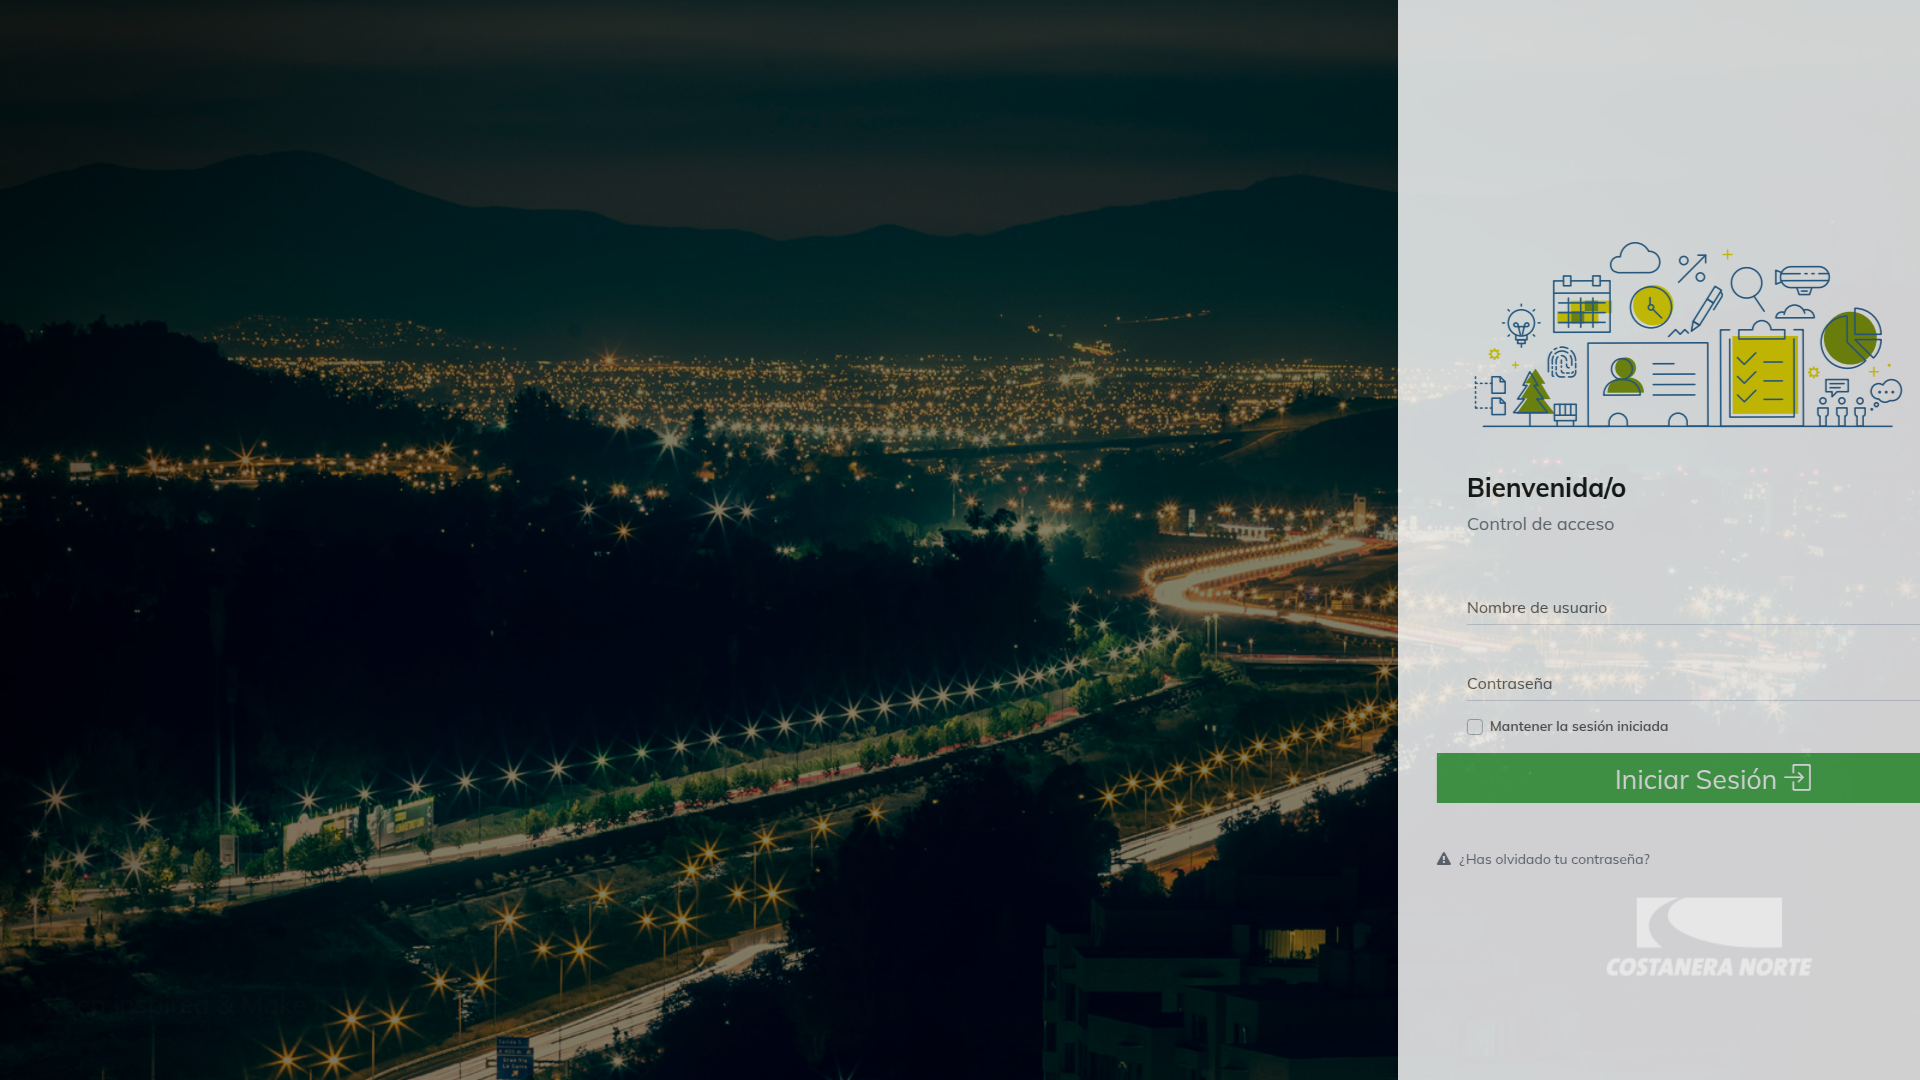 Bienvenida/o
Control de acceso
Nombre de usuario
Contraseña
Mantener la sesión iniciada
Iniciar Sesión
¿Has olvidado tu contraseña?
COSTANERA NORTE